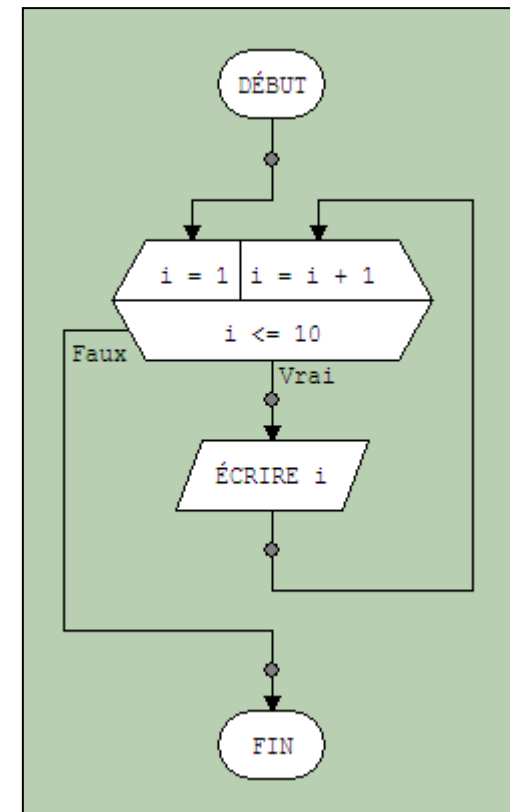 DÉBUT
i = 1
i = i + 1
i <= 10
Faux
Vrai
ÉCRIRE i
FIN